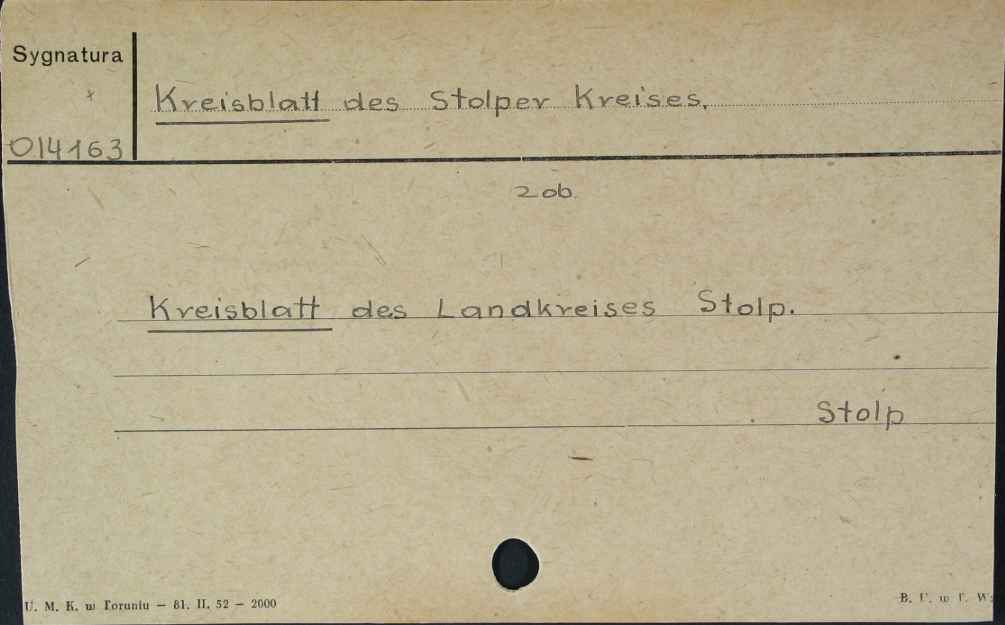 Sygnatura
x
Kreisblatt des Stolper Kreises.
014163
zob.
Kreisblatt des Landkreises Stolp.
Stolp
U. M. K. w Toruniu — 81. II. 52 — 2000
B. U. w T. W